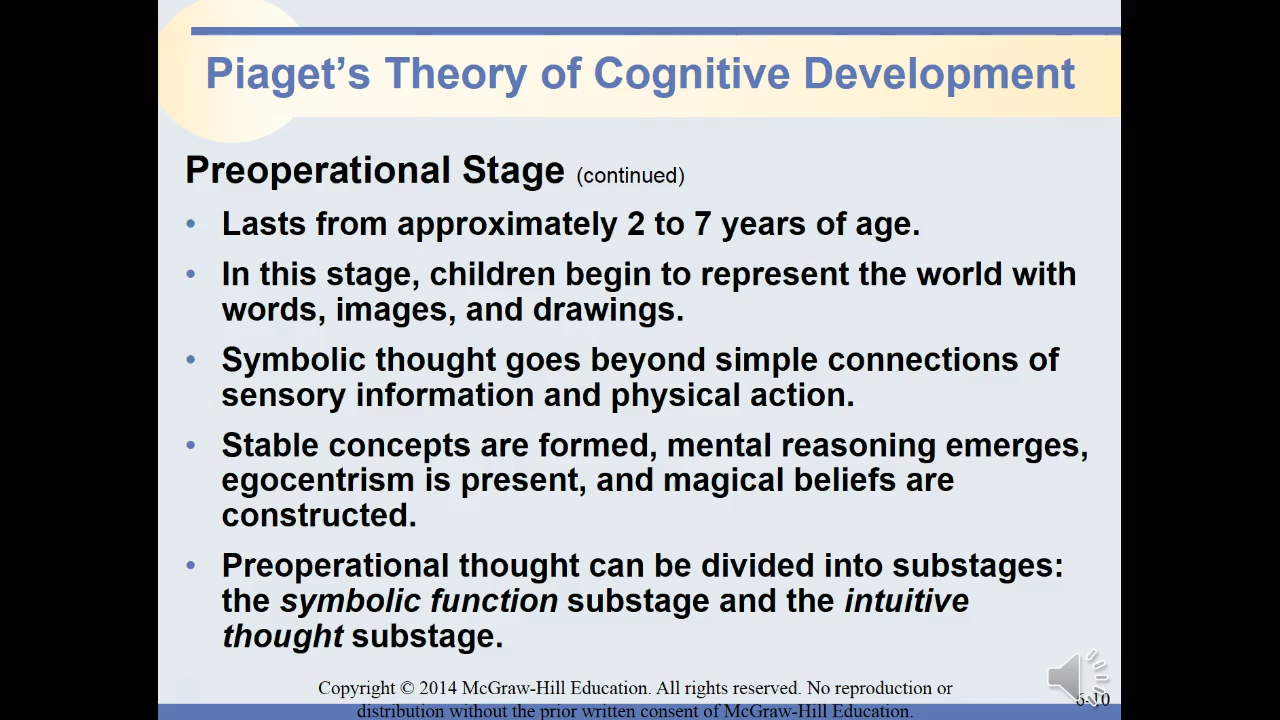 Piaget’s Theory of Cognitive Development
Preoperational Stage (continued)
• Lasts from approximately 2 to 7 years of age.
• In this stage, children begin to represent the world with
words, images, and drawings.
• Symbolic thought goes beyond simple connections of
sensory information and physical action.
• Stable concepts are formed, mental reasoning emerges,
egocentrism is present, and magical beliefs are
constructed.
• Preoperational thought can be divided into substages:
the symbolic function substage and the intuitive
thought substage.
Copyright © 2014 McGraw-Hill Education. All rights reserved. No reproduction or
distribution without the prior written consent of McGraw-Hill Education.